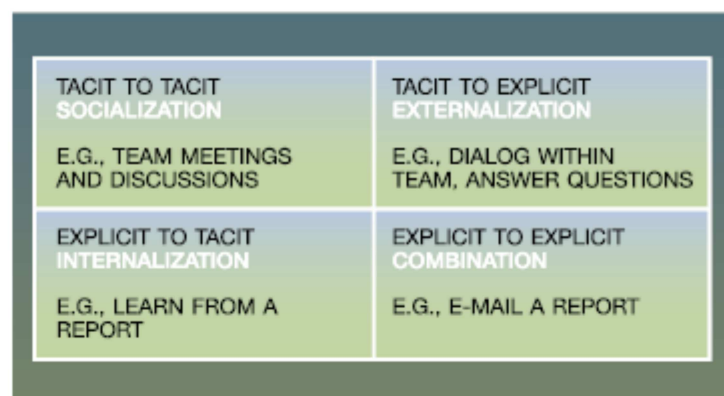 TACIT TO TACIT
SOCIALIZATION
E.G., TEAM MEETINGS
AND DISCUSSIONS
TACIT TO EXPLICIT
EXTERNALIZATION
E.G., DIALOG WITHIN
TEAM, ANSWER QUESTIONS
EXPLICIT TO TACIT
INTERNALIZATION
E.G., LEARN FROM A
REPORT
EXPLICIT TO EXPLICIT
COMBINATION
E.G., E-MAIL A REPORT